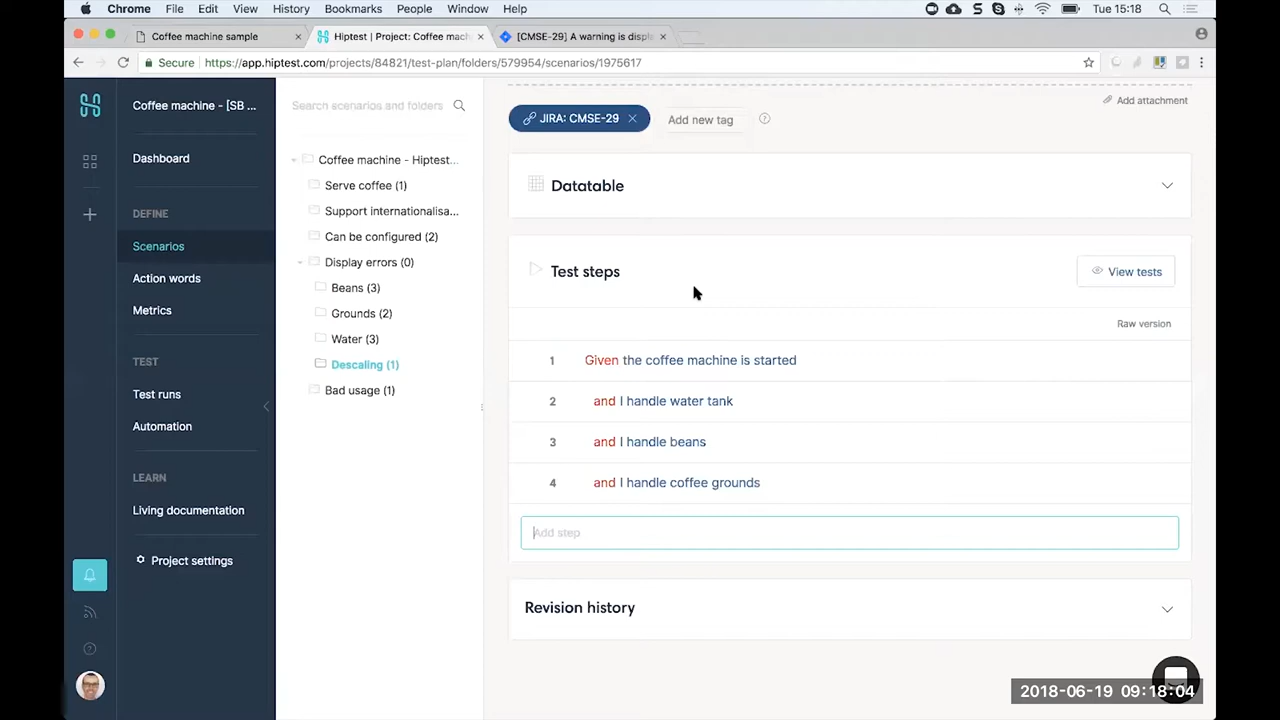 Chrome File Edit View History Bookmarks People Window Help Tue 15:18
Coffee machine sample
Hiptest | Project: Coffee mach
[CMSE-29] A warning is displ
Secure https://app.hiptest.com/projects/84821/test-plan/folders/579954/scenarios/1975617
Coffee machine - [SB ...
Dashboard
DEFINE
Scenarios
Action words
Metrics
TEST
Test runs
Automation
LEARN
Living documentation
Project settings
Search scenarios and folders
Coffee machine - Hiptest...
Serve coffee (1)
Support internationalisa...
Can be configured (2)
Display errors (0)
Beans (3)
Grounds (2)
Water (3)
Descaling (1)
Bad usage (1)
Add attachment
JIRA: CMSE-29
Add new tag
Datatable
Test steps
View tests
Raw version
1 Given the coffee machine is started
2 and I handle water tank
3 and I handle beans
4 and I handle coffee grounds
Add step
Revision history
2018-06-19 09:18:04